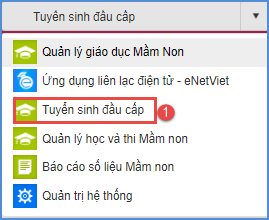 Tuyển sinh đầu cấp
Quản lý giáo dục Mầm Non
Ứng dụng liên lạc điện tử - eNetViet
Tuyển sinh đầu cấp 1
Quản lý học và thi Mầm non
Báo cáo số liệu Mầm non
Quản trị hệ thống